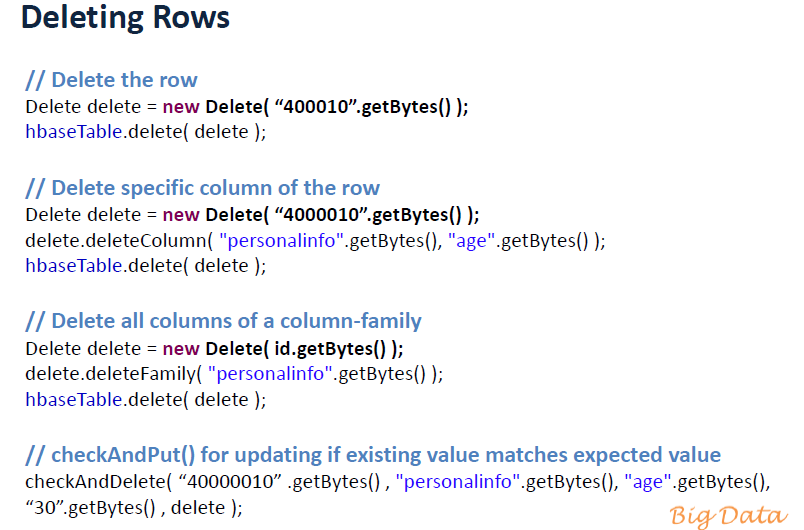 Deleting Rows
// Delete the row
Delete delete = new Delete( “400010”.getBytes() );
hbaseTable.delete( delete );
// Delete specific column of the row
Delete delete = new Delete( “4000010”.getBytes() );
delete.deleteColumn( "personalinfo".getBytes(), "age".getBytes() );
hbaseTable.delete( delete );
// Delete all columns of a column-family
Delete delete = new Delete( id.getBytes() );
delete.deleteFamily( "personalinfo".getBytes() );
hbaseTable.delete( delete );
// checkAndPut() for updating if existing value matches expected value
checkAndDelete( “40000010” .getBytes() , "personalinfo".getBytes(), "age".getBytes(),
“30”.getBytes() , delete );
Big Data